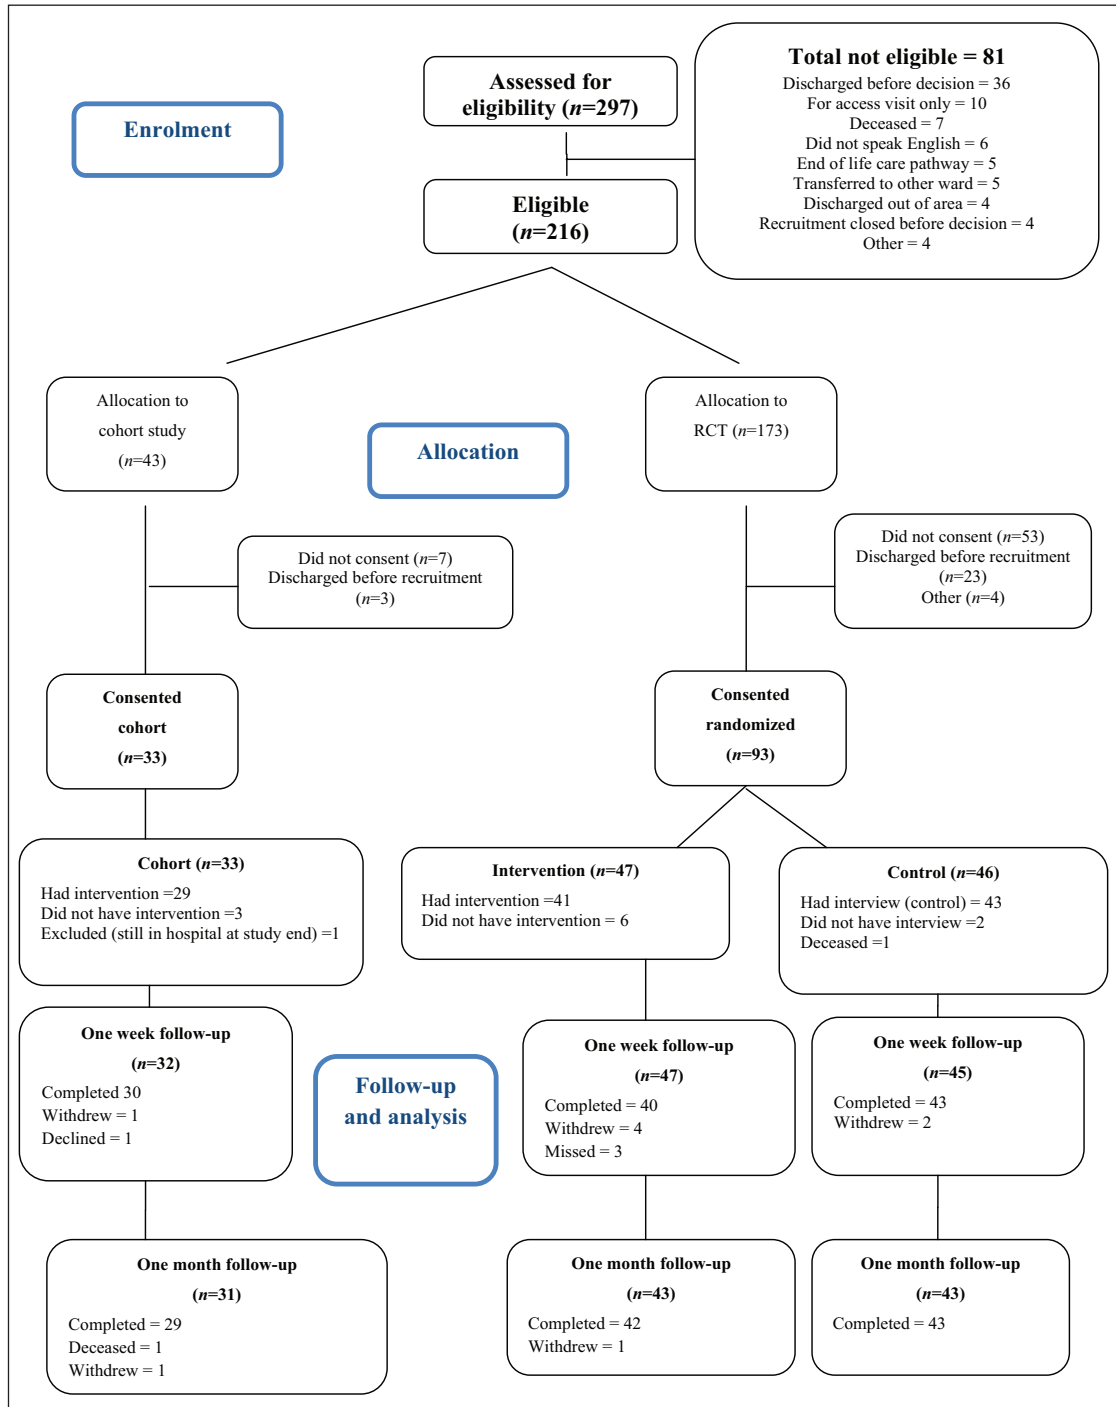 Enrolment
Assessed for
eligibility (n=297)
Total not eligible = 81
Discharged before decision = 36
For access visit only = 10
Deceased = 7
Did not speak English = 6
End of life care pathway = 5
Transferred to other ward = 5
Discharged out of area = 4
Recruitment closed before decision = 4
Other = 4
Eligible
(n=216)
Allocation to
cohort study
(n=43)
Allocation
Allocation to
RCT (n=173)
Did not consent (n=7)
Discharged before recruitment
(n=3)
Did not consent (n=53)
Discharged before recruitment
(n=23)
Other (n=4)
Consented
cohort
(n=33)
Consented
randomized
(n=93)
Cohort (n=33)
Had intervention =29
Did not have intervention =3
Excluded (still in hospital at study end) =1
Intervention (n=47)
Had intervention =41
Did not have intervention = 6
Control (n=46)
Had interview (control) = 43
Did not have interview =2
Deceased =1
One week follow-up
(n=32)
Completed 30
Withdrew = 1
Declined = 1
Follow-up
and analysis
One week follow-up
(n=47)
Completed = 40
Withdrew = 4
Missed = 3
One week follow-up
(n=45)
Completed = 43
Withdrew = 2
One month follow-up
(n=31)
Completed = 29
Deceased = 1
Withdrew = 1
One month follow-up
(n=43)
Completed = 42
Withdrew = 1
One month follow-up
(n=43)
Completed = 43